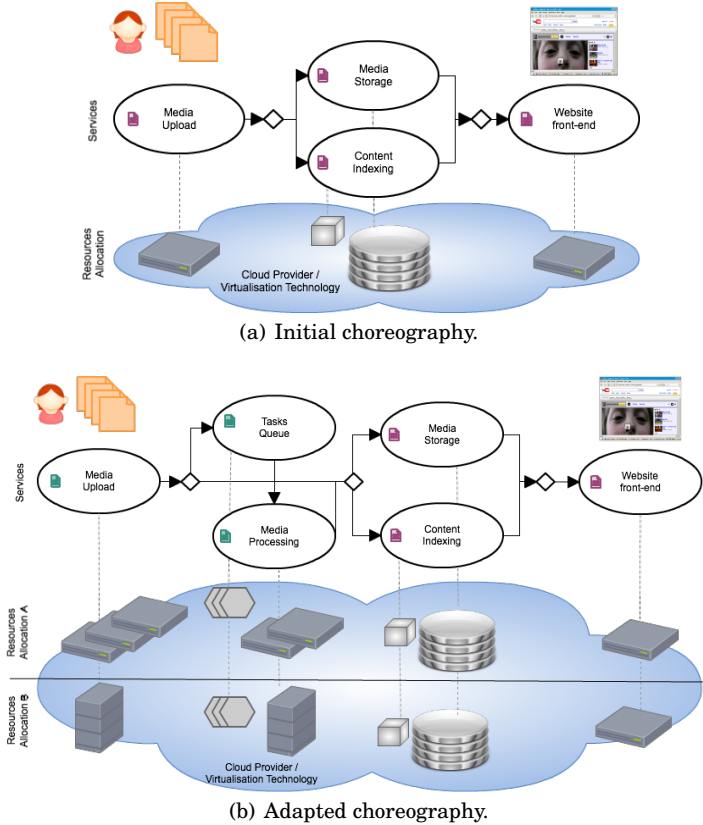 Services
Media
Upload
Media
Storage
Content
Indexing
Website
front-end
Resources
Allocation
Cloud Provider /
Virtualisation Technology
(a) Initial choreography.
Services
Media
Upload
Tasks
Queue
Media
Processing
Media
Storage
Content
Indexing
Website
front-end
Resources
Allocation A
Resources
Allocation B
Cloud Provider /
Virtualisation Technology
(b) Adapted choreography.